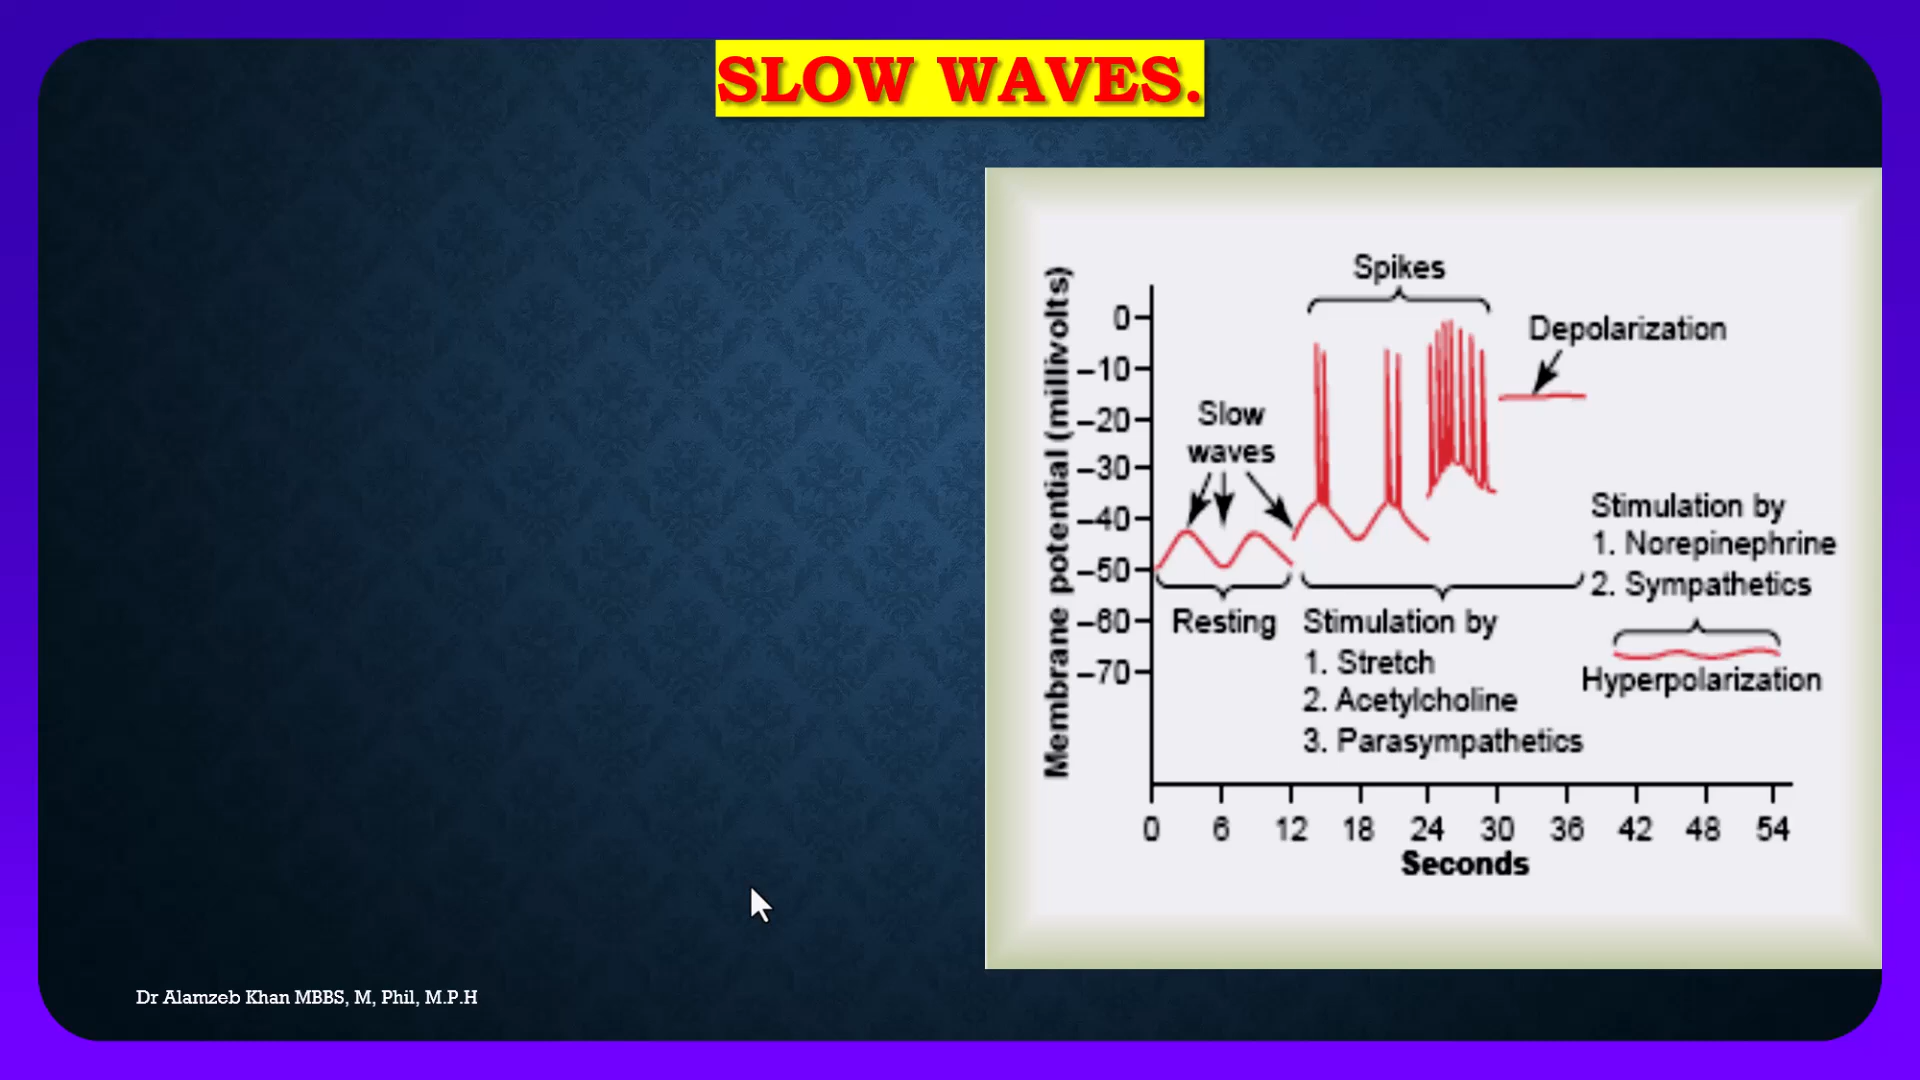 SLOW WAVES.
Spikes
Depolarization
Slow
waves
Membrane potential (millivolts)
0
–10
–20
–30
–40
–50
–60
–70
Resting
Stimulation by
1. Stretch
2. Acetylcholine
3. Parasympathetics
Stimulation by
1. Norepinephrine
2. Sympathetics
Hyperpolarization
0 6 12 18 24 30 36 42 48 54
Seconds
Dr Alamzeb Khan MBBS, M, Phil, M.P.H